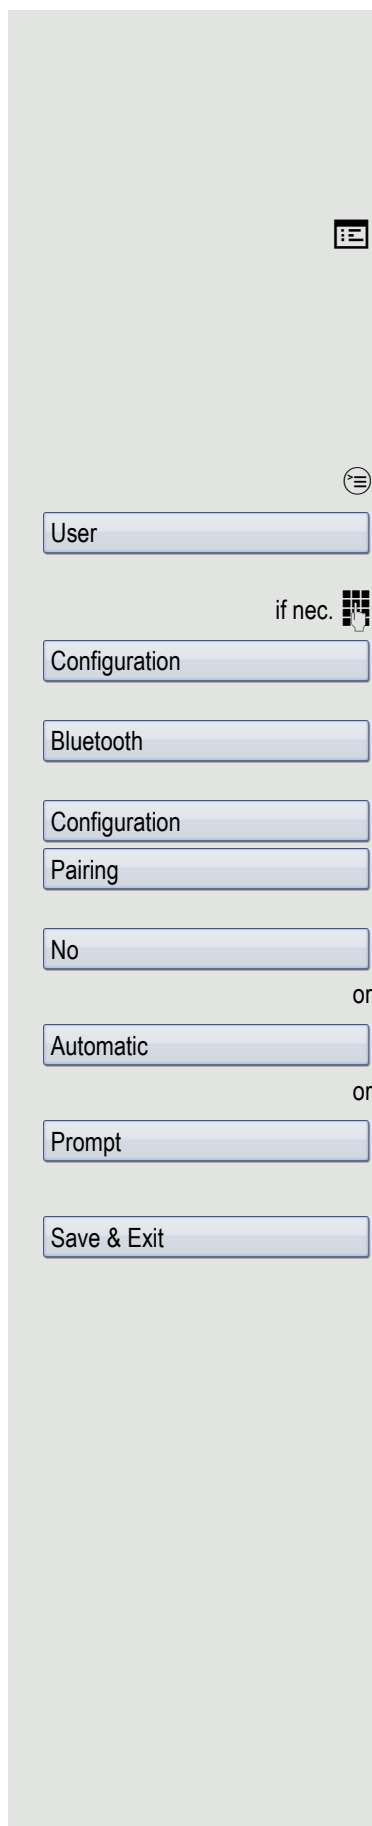 User
if nec.
Configuration
Bluetooth
Configuration
Pairing
No
or
Automatic
or
Prompt
Save & Exit